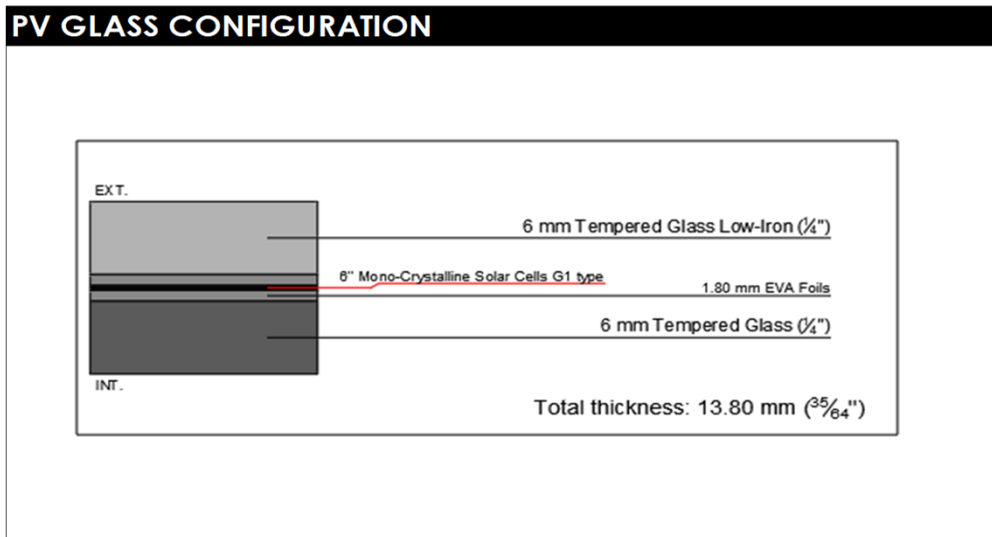 PV GLASS CONFIGURATION
EXT.
6 mm Tempered Glass Low-Iron (¼")
6" Mono-Crystalline Solar Cells G1 type
1.80 mm EVA Foils
6 mm Tempered Glass (¼")
INT.
Total thickness: 13.80 mm (³⁵⁄₆₄")